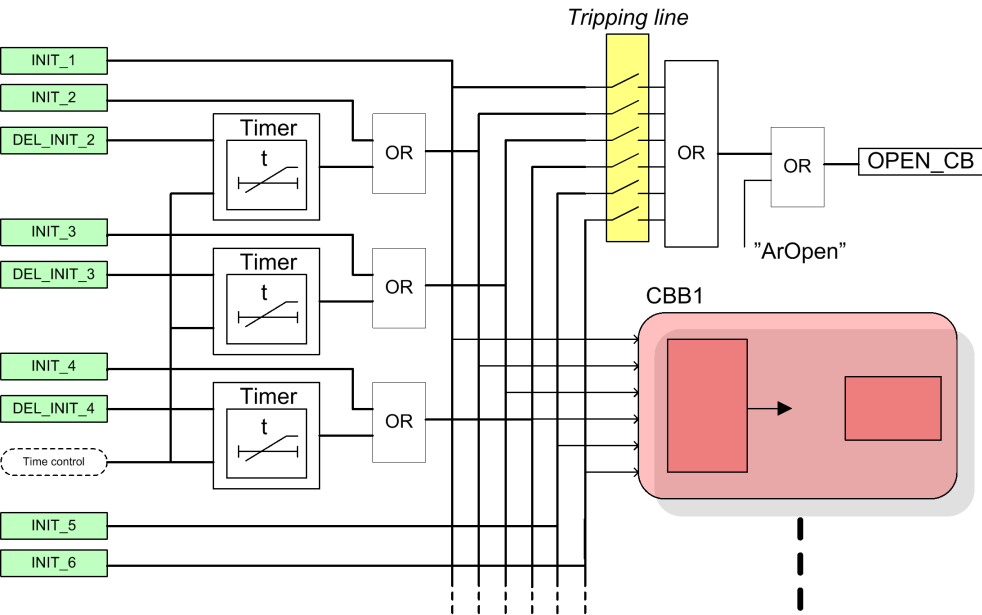 Tripping line
INIT_1
INIT_2
DEL_INIT_2
Timer
t
OR
OR
OR
OPEN_CB
”ArOpen”
INIT_3
DEL_INIT_3
Timer
t
OR
CBB1
INIT_4
DEL_INIT_4
Timer
t
OR
Time control
INIT_5
INIT_6